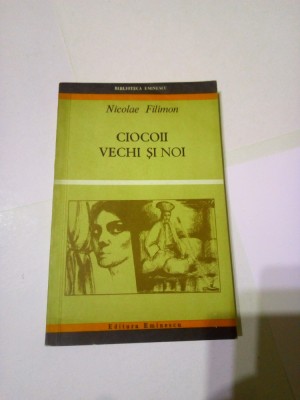 BIBLIOTECA EMINESCU
Nicolae Filimon
CIOCOII
VECHI ȘI NOI
Editura Eminescu